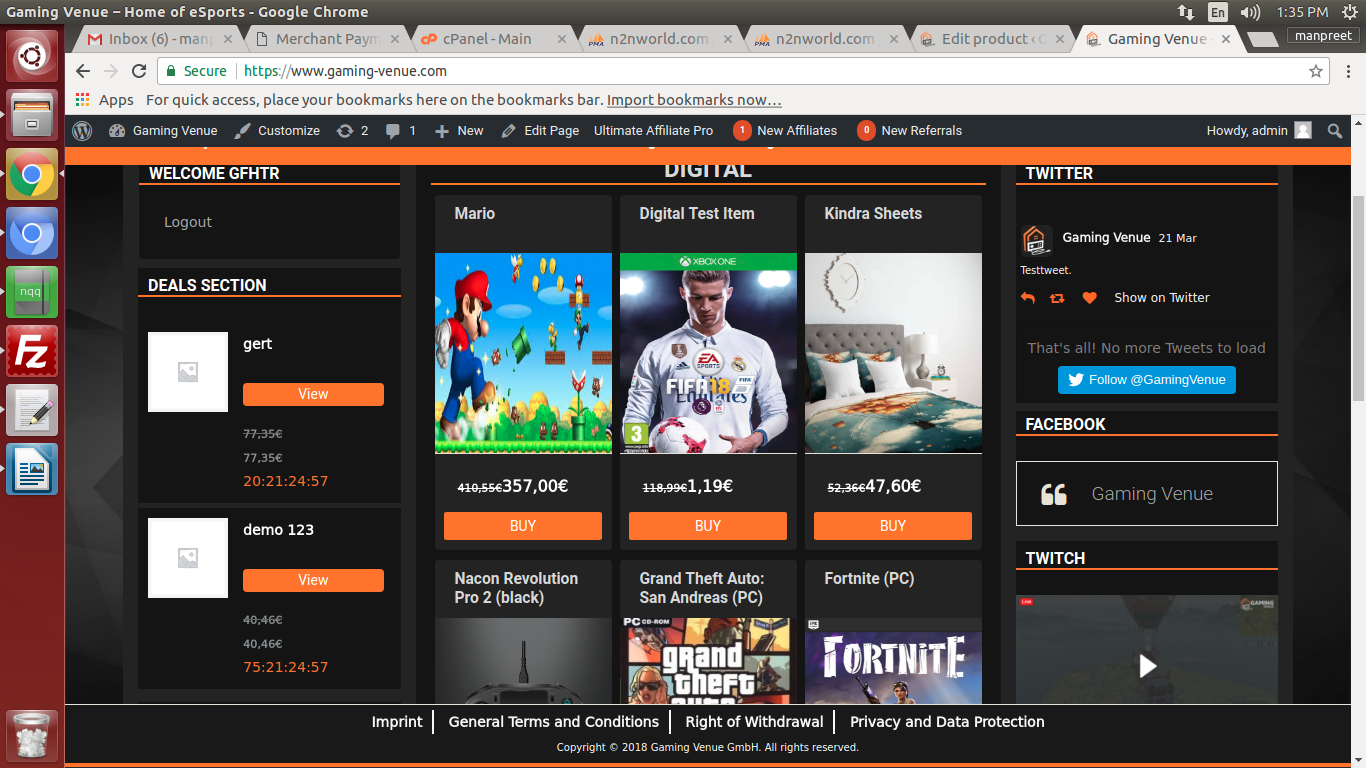 Gaming Venue – Home of eSports - Google Chrome
En
1:35 PM
Inbox (6) - manp
Merchant Paym
cPanel - Main
n2nworld.com
n2nworld.com
Edit product ‹ G
Gaming Venue –
manpreet
Secure
https://www.gaming-venue.com
Apps
For quick access, place your bookmarks here on the bookmarks bar. Import bookmarks now…
Gaming Venue
Customize
2
1
New
Edit Page
Ultimate Affiliate Pro
1 New Affiliates
0 New Referrals
Howdy, admin
WELCOME GFHTR
Logout
DEALS SECTION
gert
View
77,35€
77,35€
20:21:24:57
demo 123
View
40,46€
40,46€
75:21:24:57
DIGITAL
Mario
410,55€357,00€
BUY
Digital Test Item
XBOX ONE
EA SPORTS
FIFA 18
Emirates
3
118,99€1,19€
BUY
Kindra Sheets
52,36€47,60€
BUY
Nacon Revolution
Pro 2 (black)
Grand Theft Auto:
San Andreas (PC)
PC CD-ROM
grand
theft
Fortnite (PC)
FORTNITE
TWITTER
Gaming Venue 21 Mar
Testtweet.
Show on Twitter
That's all! No more Tweets to load
Follow @GamingVenue
FACEBOOK
Gaming Venue
TWITCH
Live
GAMING
nqq
Fz
Imprint
General Terms and Conditions
Right of Withdrawal
Privacy and Data Protection
Copyright © 2018 Gaming Venue GmbH. All rights reserved.